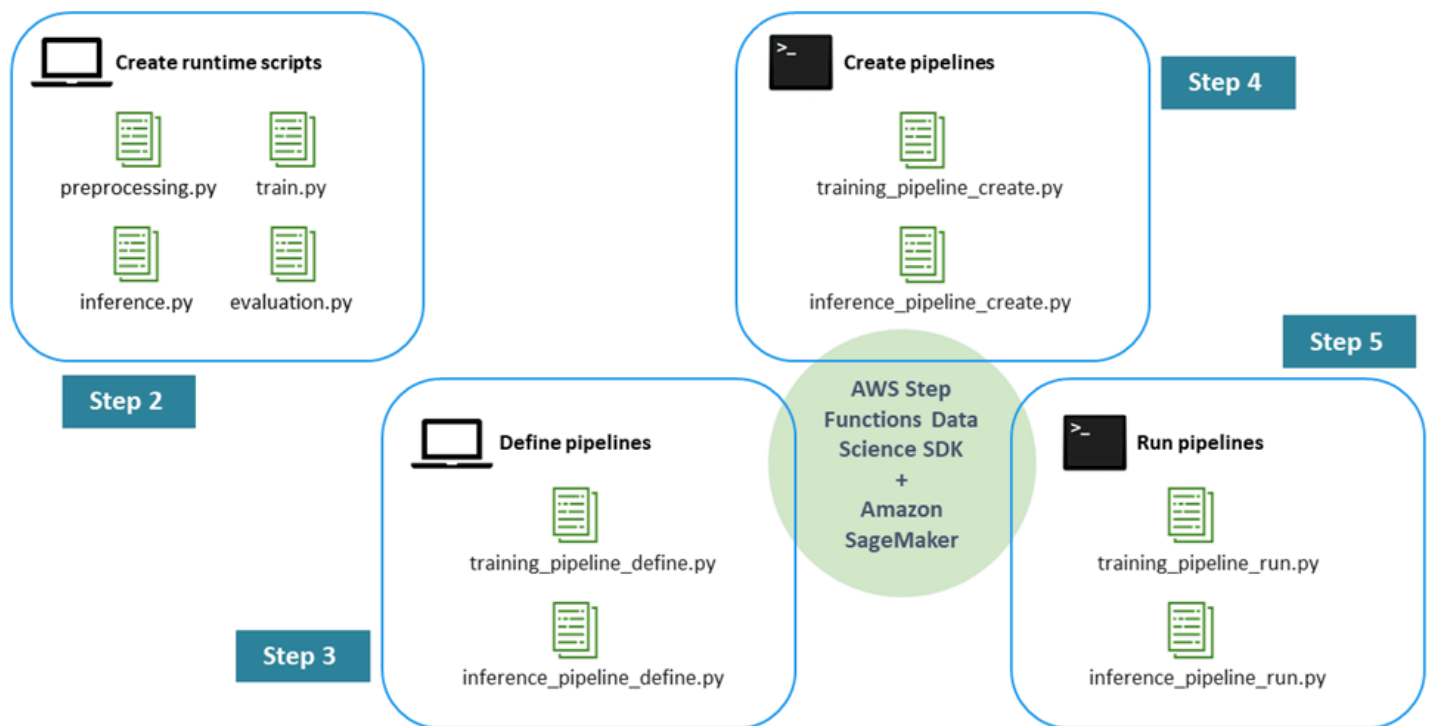 Create runtime scripts
preprocessing.py
train.py
inference.py
evaluation.py
Step 2
Define pipelines
training_pipeline_define.py
inference_pipeline_define.py
Step 3
>_
Create pipelines
training_pipeline_create.py
inference_pipeline_create.py
Step 4
AWS Step
Functions Data
Science SDK
+
Amazon
SageMaker
Step 5
>_
Run pipelines
training_pipeline_run.py
inference_pipeline_run.py